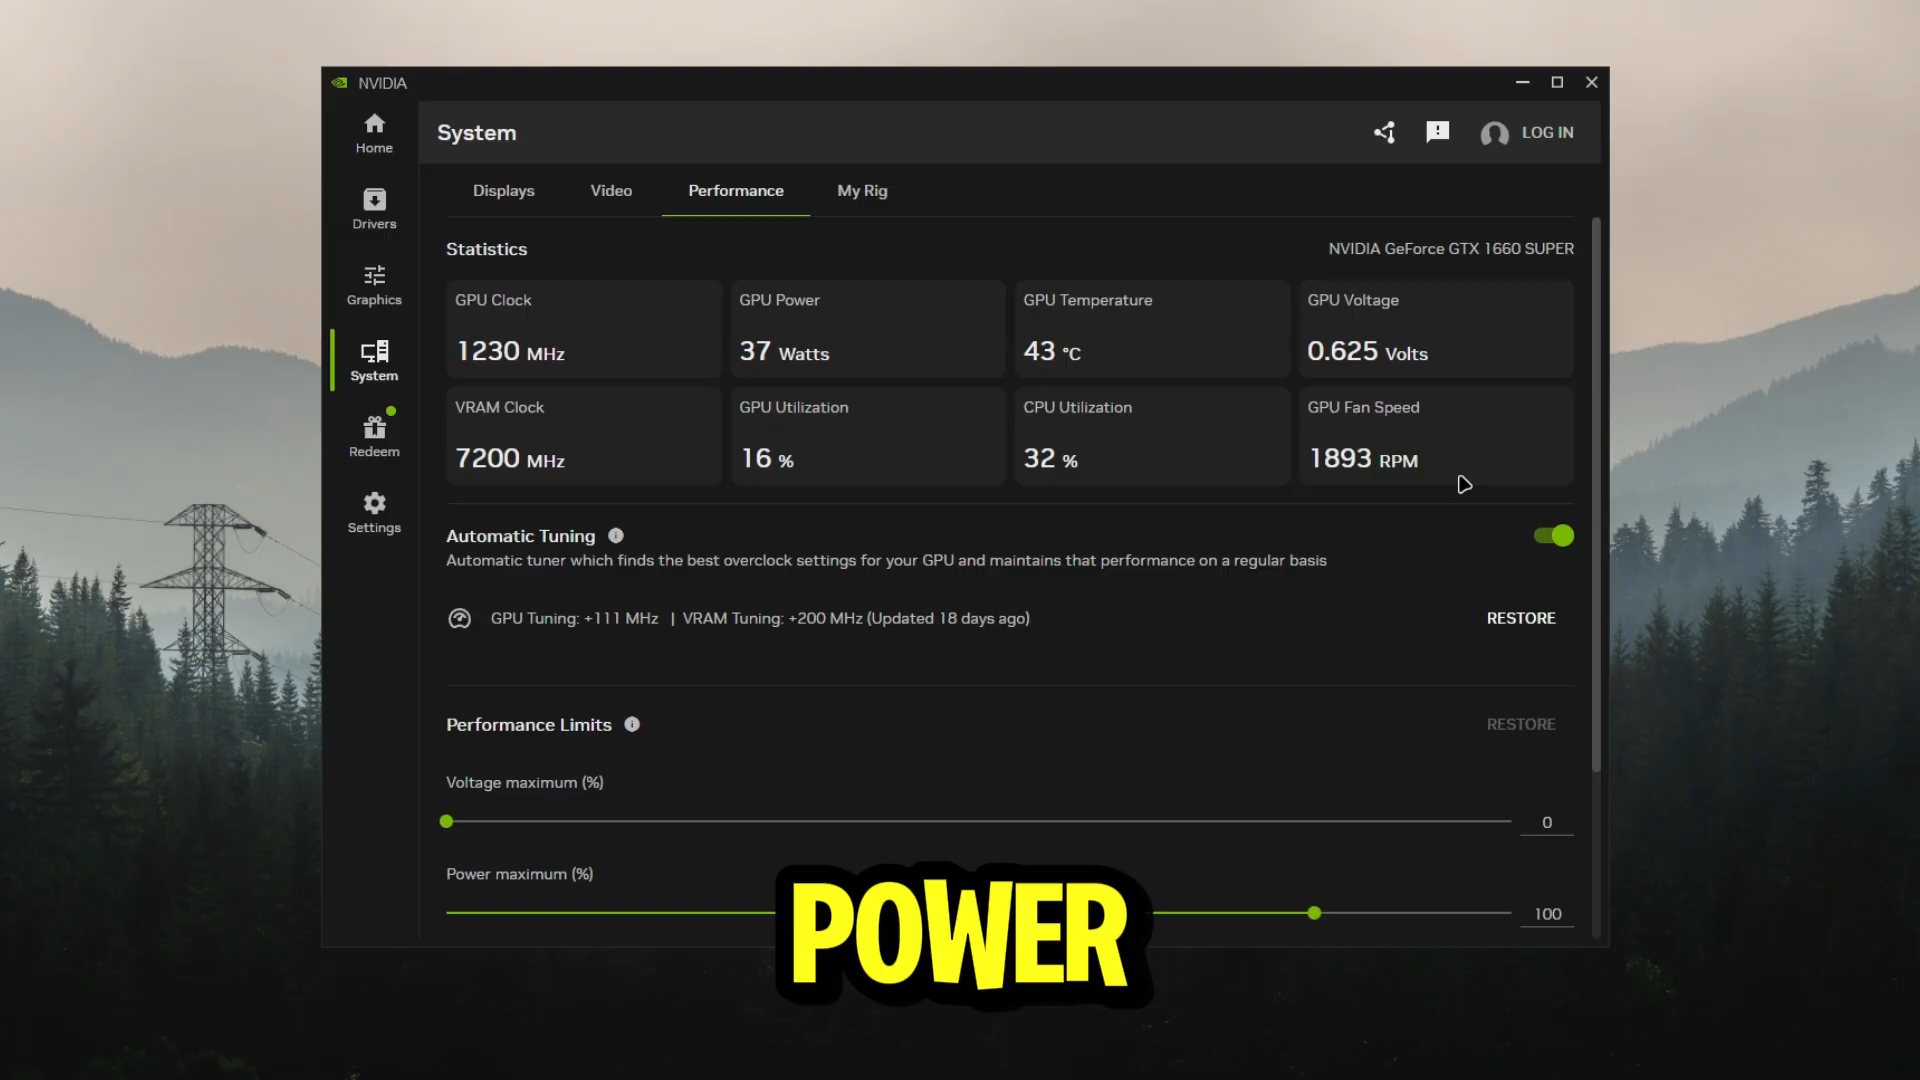 NVIDIA
System
LOG IN
Home
Drivers
Graphics
System
Redeem
Settings
Displays
Video
Performance
My Rig
Statistics
NVIDIA GeForce GTX 1660 SUPER
GPU Clock
1230 MHz
GPU Power
37 Watts
GPU Temperature
43 °C
GPU Voltage
0.625 Volts
VRAM Clock
7200 MHz
GPU Utilization
16 %
CPU Utilization
32 %
GPU Fan Speed
1893 RPM
Automatic Tuning
Automatic tuner which finds the best overclock settings for your GPU and maintains that performance on a regular basis
GPU Tuning: +111 MHz | VRAM Tuning: +200 MHz (Updated 18 days ago)
RESTORE
Performance Limits
RESTORE
Voltage maximum (%)
0
Power maximum (%)
100
POWER